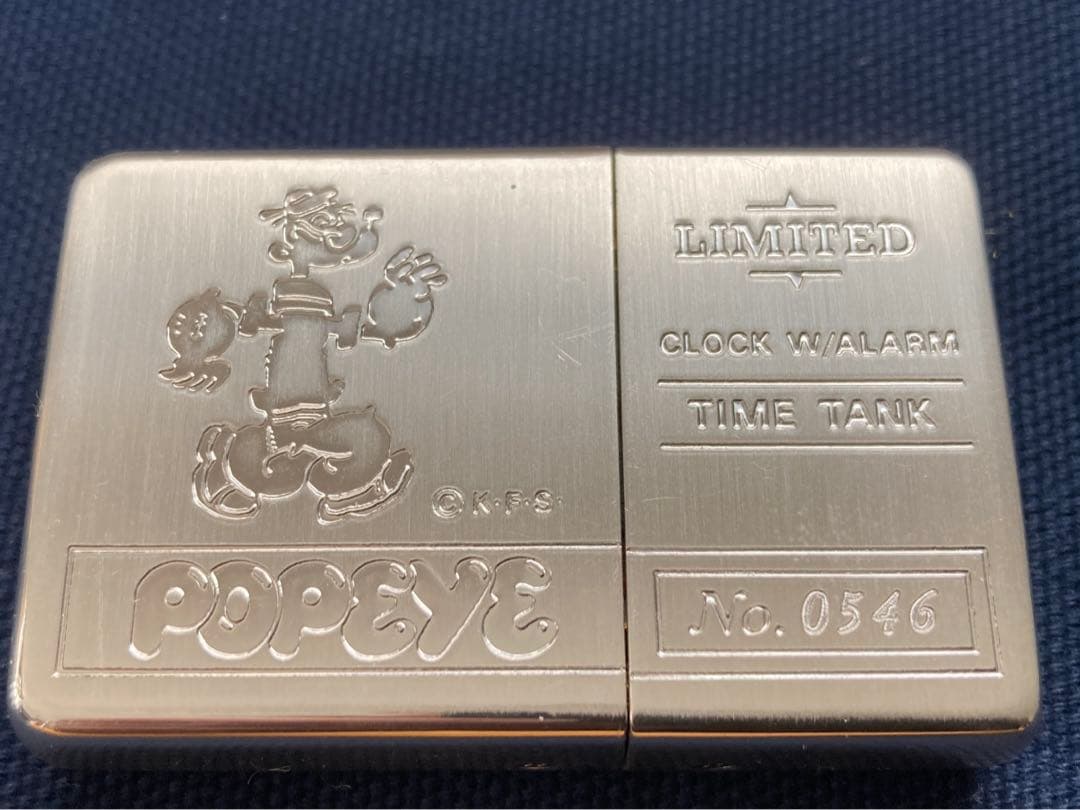 ©K·F·S·
POPEYE
LIMITED
CLOCK W/ALARM
TIME TANK
No. 0546